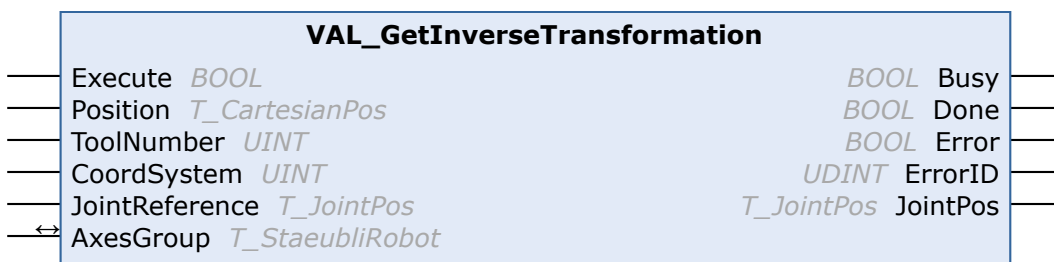 VAL_GetInverseTransformation
Execute BOOL BOOL Busy
Position T_CartesianPos BOOL Done
ToolNumber UINT BOOL Error
CoordSystem UINT UDINT ErrorID
JointReference T_JointPos T_JointPos JointPos
↔ AxesGroup T_StaeubliRobot